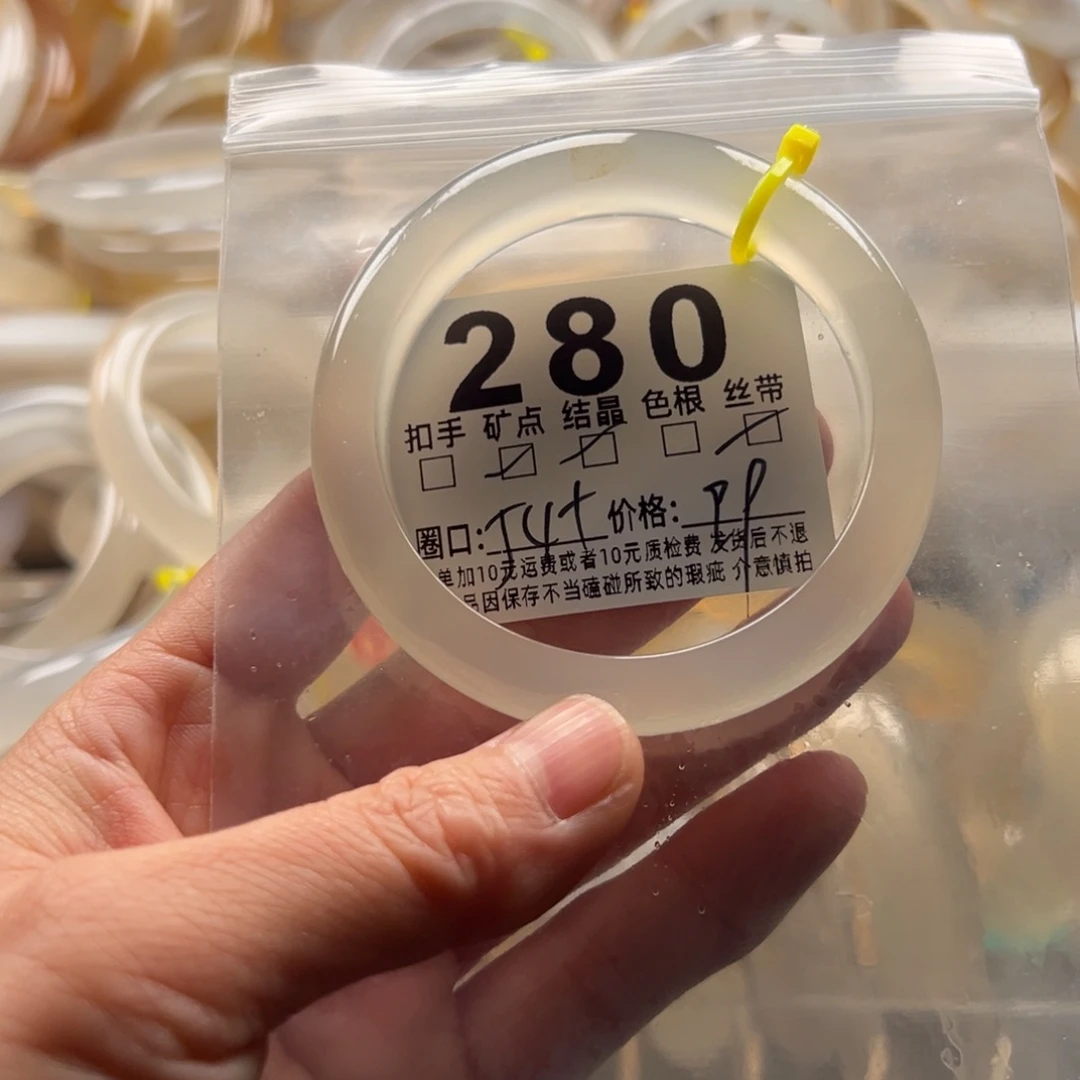 280
扣手 矿点 结晶 色根 丝带
圈口: 价格:
单加10元运费或者10元质检费 发货后不退
因保存不当磕碰所致的瑕疵 介意慎拍